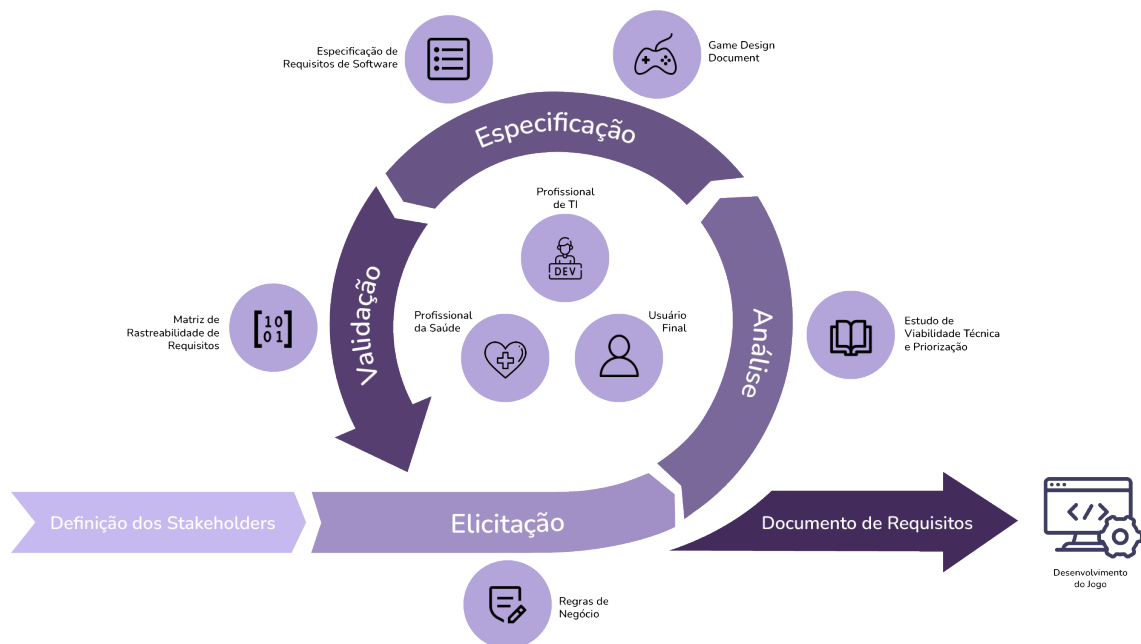 Especificação de
Requisitos de Software
Game Design
Document
Especificação
Profissional
de TI
DEV
Validação
Matriz de
Rastreabilidade de
Requisitos
10
01
Profissional
da Saúde
Usuário
Final
Análise
Estudo de
Viabilidade Técnica
e Priorização
Definição dos Stakeholders
Elicitação
Documento de Requisitos
</>
Desenvolvimento
do Jogo
Regras de
Negócio